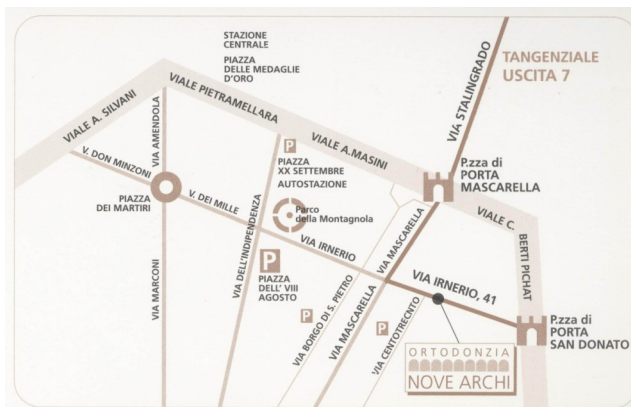 STAZIONE
CENTRALE
PIAZZA
DELLE MEDAGLIE
D'ORO
TANGENZIALE
USCITA 7
VIA STALINGRADO
VIALE A. SILVANI
VIALE PIETRAMELLARA
VIALE A.MASINI
VIA AMENDOLA
V. DON MINZONI
P
PIAZZA
XX SETTEMBRE
AUTOSTAZIONE
P.zza di
PORTA
MASCARELLA
PIAZZA
DEI MARTIRI
V. DEI MILLE
Parco
della Montagnola
VIALE C.
BERTI PICHAT
VIA IRNERIO
VIA MASCARELLA
VIA DELL'INDIPENDENZA
P
PIAZZA
DELL' VIII
AGOSTO
VIA MARCONI
VIA IRNERIO, 41
P
VIA BORGO DI S. PIETRO
VIA MASCARELLA
P
VIA CENTOTRECNTO
P.zza di
PORTA
SAN DONATO
ORTODONZIA
NOVE ARCHI